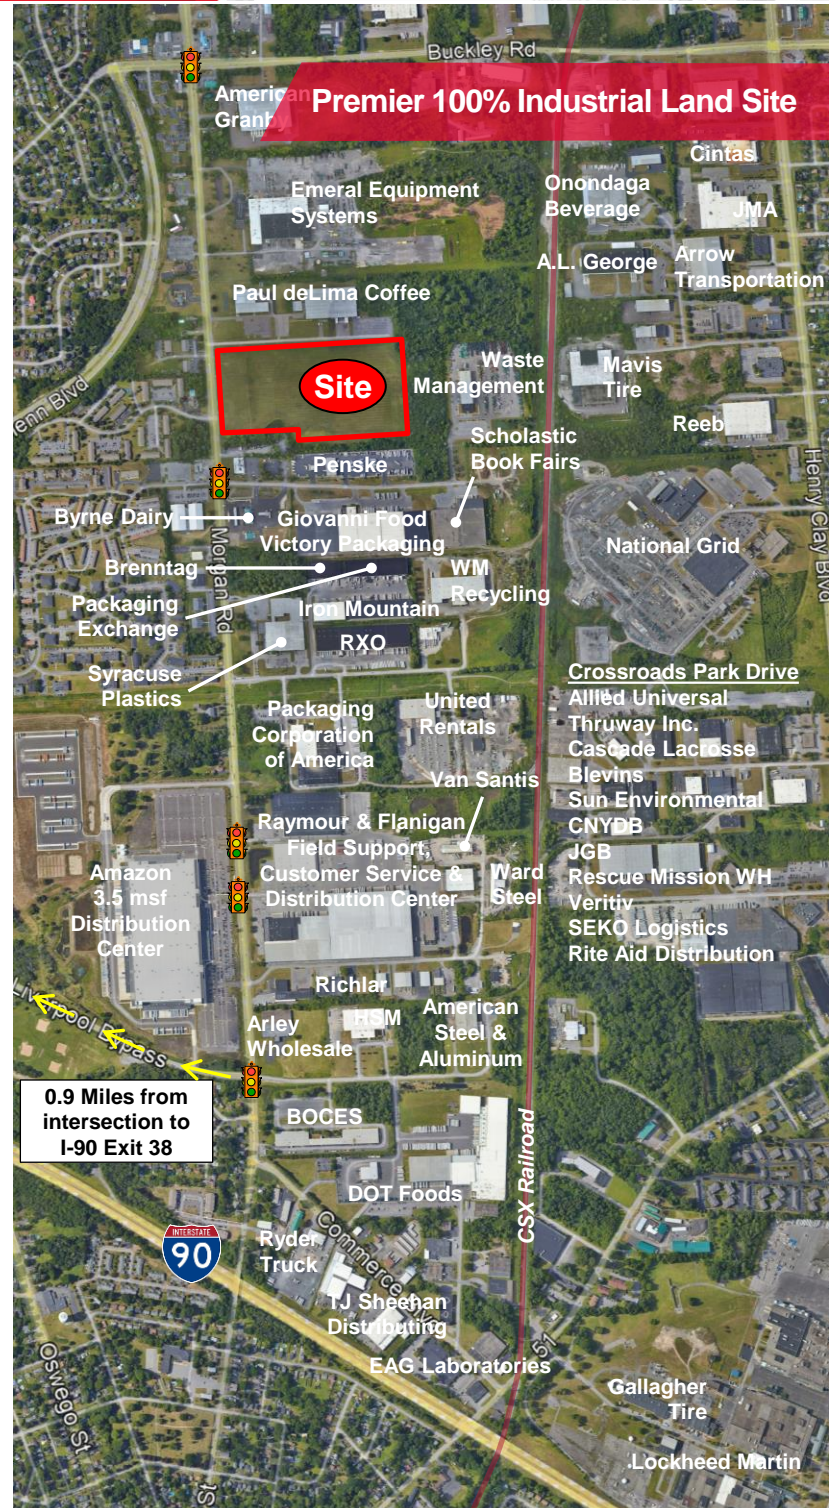 Buckley Rd
American
Granby
Premier 100% Industrial Land Site
Cintas
Emeral Equipment
Systems
Onondaga
Beverage
JMA
A.L. George
Arrow
Transportation
Paul deLima Coffee
Site
Waste
Management
Mavis
Tire
enn Blvd
Reeb
Scholastic
Book Fairs
Penske
Henry Clay Blvd
Byrne Dairy
Giovanni Food
Victory Packaging
National Grid
Morgan Rd
Brenntag
WM
Recycling
Packaging
Exchange
Iron Mountain
RXO
Syracuse
Plastics
Crossroads Park Drive
Allied Universal
Thruway Inc.
Cascade Lacrosse
Blevins
Sun Environmental
CNYDB
JGB
Rescue Mission WH
Veritiv
SEKO Logistics
Rite Aid Distribution
Packaging
Corporation
of America
United
Rentals
Van Santis
Raymour & Flanigan
Field Support
Customer Service &
Distribution Center
Ward
Steel
Amazon
3.5 msf
Distribution
Center
Richlar
Liverpool Bypass
Arley
Wholesale
HSM
American
Steel &
Aluminum
0.9 Miles from
intersection to
I-90 Exit 38
BOCES
CSX Railroad
DOT Foods
INTERSTATE
90
Ryder
Truck
Commerce Blvd
TJ Sheehan
Distributing
51
EAG Laboratories
Oswego St
Gallagher
Tire
.Lockheed Martin
St